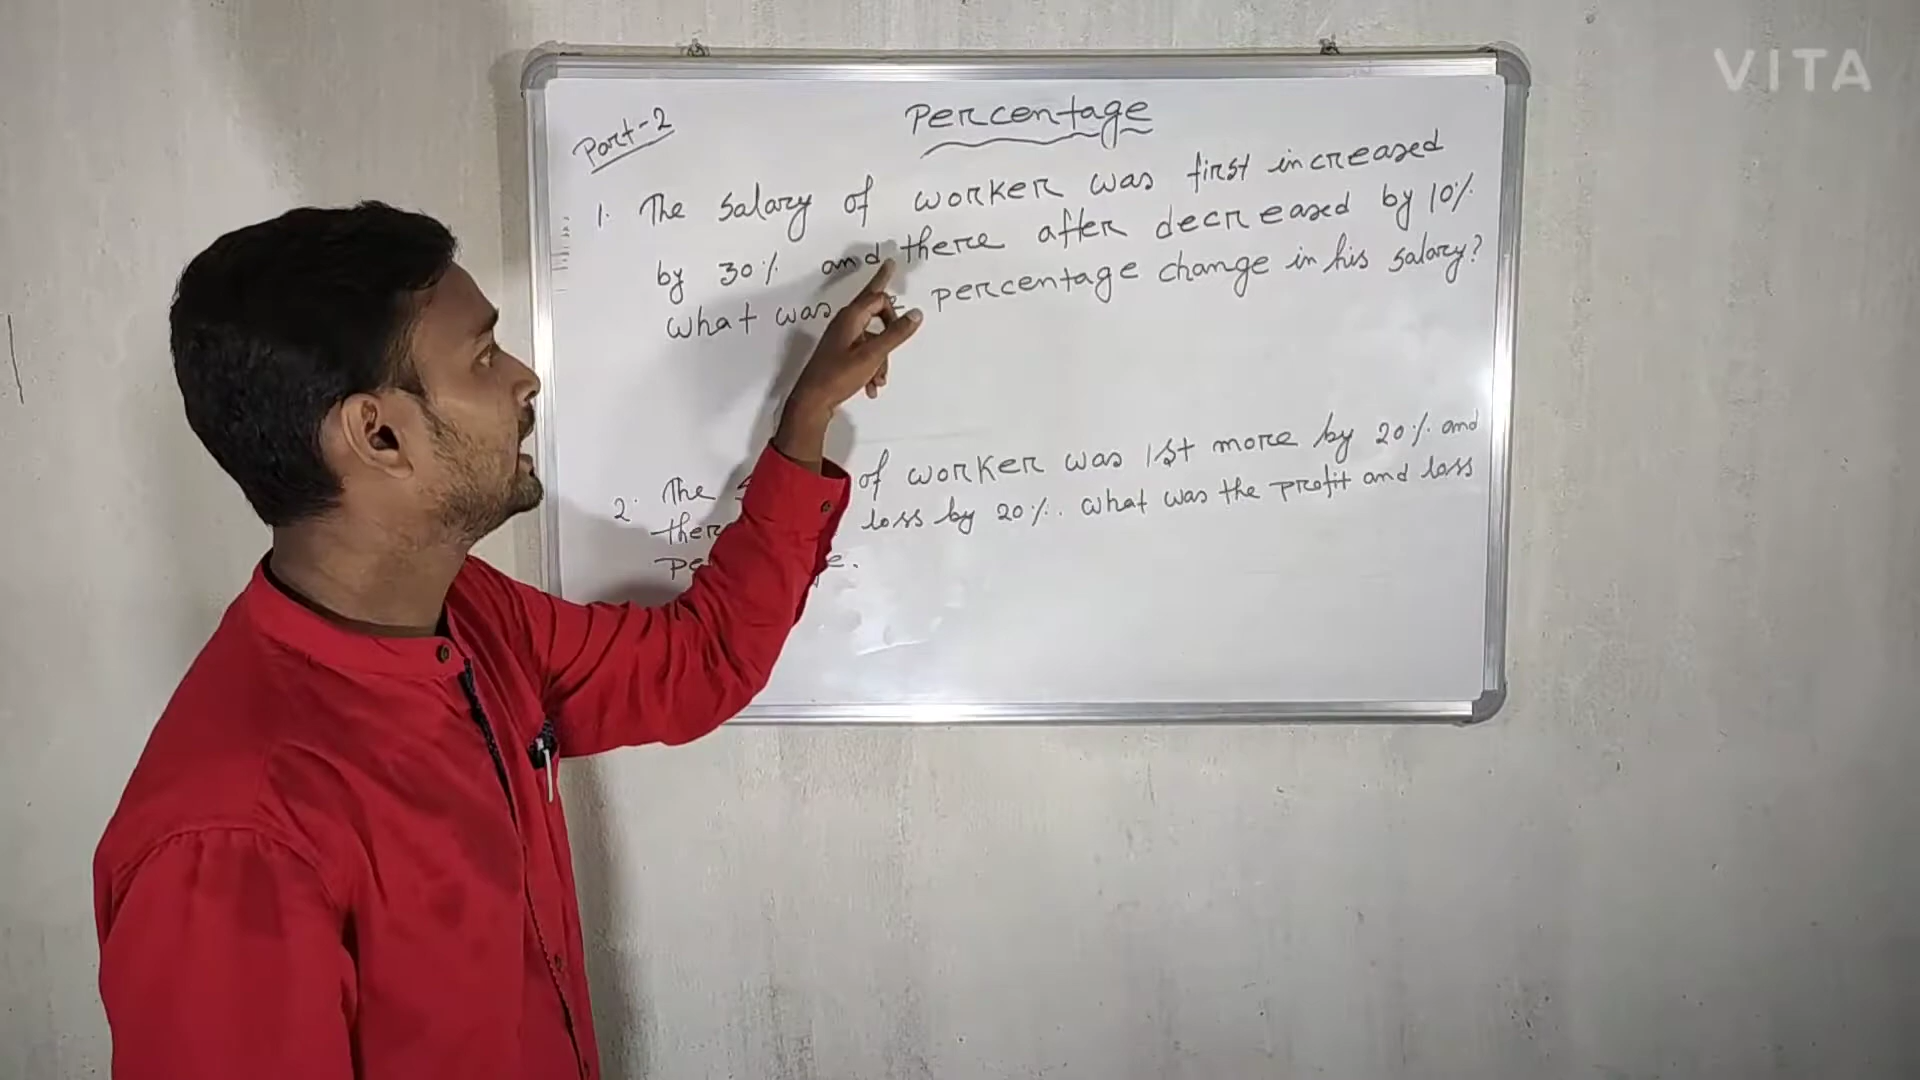 VITA
Part-2
Percentage
1. The salary of worker was first increased
by 30% and there after decreased by 10%
What was percentage change in his salary?
2. The of worker was 1st more by 20% and
loss by 20%. What was the profit and loss